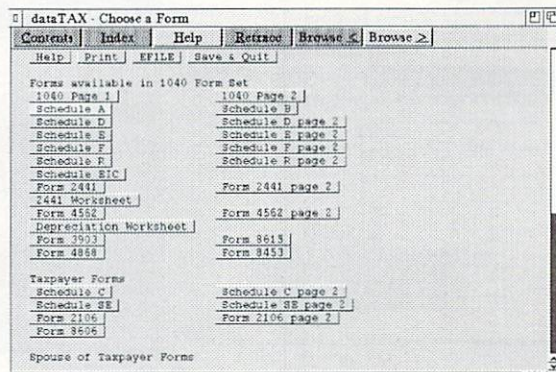 dataTAX - Choose a Form
Contents Index Help Retrace Browse < Browse >
Help Print EFILE Save & Quit
Forms available in 1040 Form Set
1040 Page 1 1040 Page 2
Schedule A Schedule B
Schedule D Schedule D page 2
Schedule E Schedule E page 2
Schedule F Schedule F page 2
Schedule R Schedule R page 2
Schedule EIC
Form 2441 Form 2441 page 2
2441 Worksheet
Form 4562 Form 4562 page 2
Depreciation Worksheet
Form 3903 Form 8615
Form 4868 Form 8453
Taxpayer Forms
Schedule C Schedule C page 2
Schedule SE Schedule SE page 2
Form 2106 Form 2106 page 2
Form 8606
Spouse of Taxpayer Forms